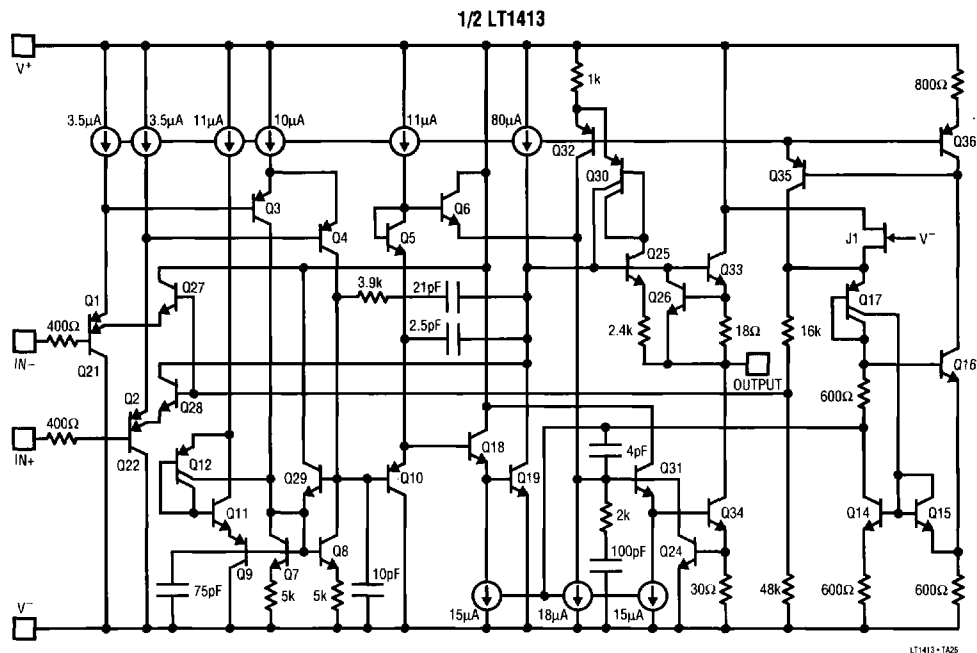 1/2 LT1413
V+
1k
800Ω
3.5μA
3.5μA
11μA
10μA
11μA
80μA
Q32
Q36
Q30
Q35
Q3
Q6
Q4
Q5
J1
V−
Q25
Q33
Q27
3.9k
21pF
Q26
Q17
Q1
400Ω
2.5pF
2.4k
18Ω
16k
IN−
Q21
OUTPUT
Q16
Q2
Q28
600Ω
400Ω
4pF
IN+
Q22
Q12
Q18
Q31
Q29
Q10
Q19
2k
Q34
Q14
Q15
Q11
Q8
Q24
Q9
Q7
100pF
75pF
10pF
30Ω
48k
5k
5k
600Ω
600Ω
V−
15μA
18μA
15μA
LT1413 • TA26